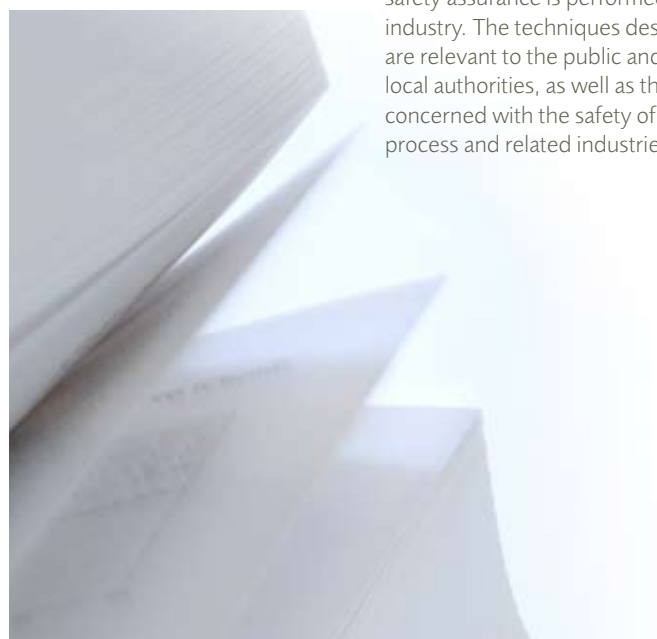 safety assurance is performed
industry. The techniques des
are relevant to the public and
local authorities, as well as th
concerned with the safety of
process and related industrie